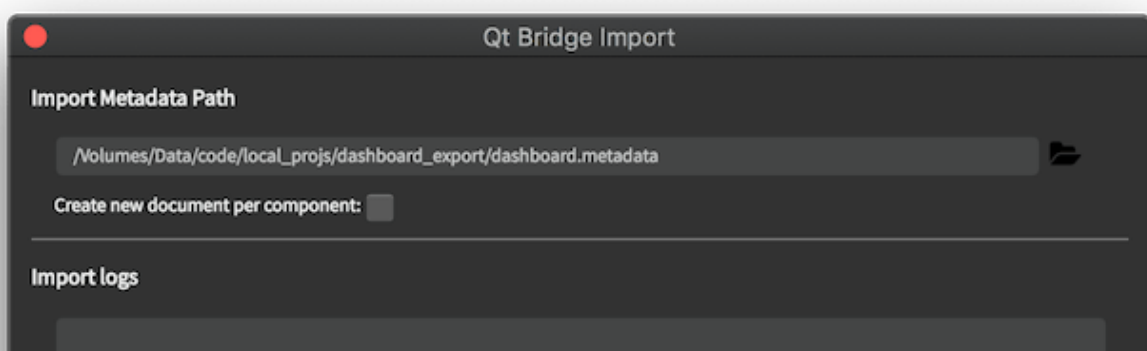 Qt Bridge Import
Import Metadata Path
/Volumes/Data/code/local_projs/dashboard_export/dashboard.metadata
Create new document per component:
Import logs